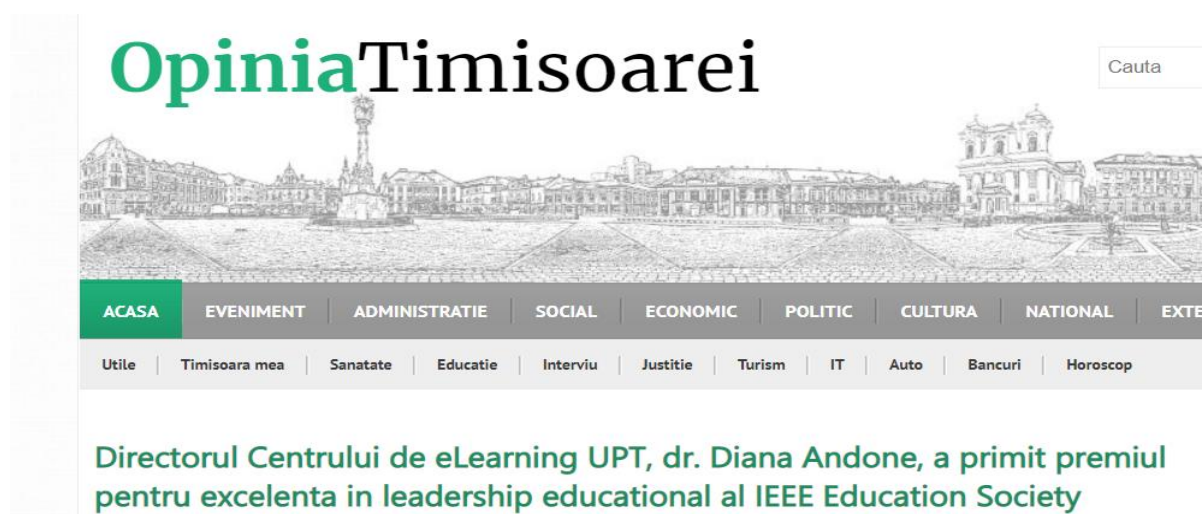 OpiniaTimisoarei
Cauta
ACASA EVENIMENT ADMINISTRATIE SOCIAL ECONOMIC POLITIC CULTURA NATIONAL EXTE
Utile Timisoara mea Sanatate Educatie Interviu Justitie Turism IT Auto Bancuri Horoscop
Directorul Centrului de eLearning UPT, dr. Diana Andone, a primit premiul
pentru excelenta in leadership educational al IEEE Education Society